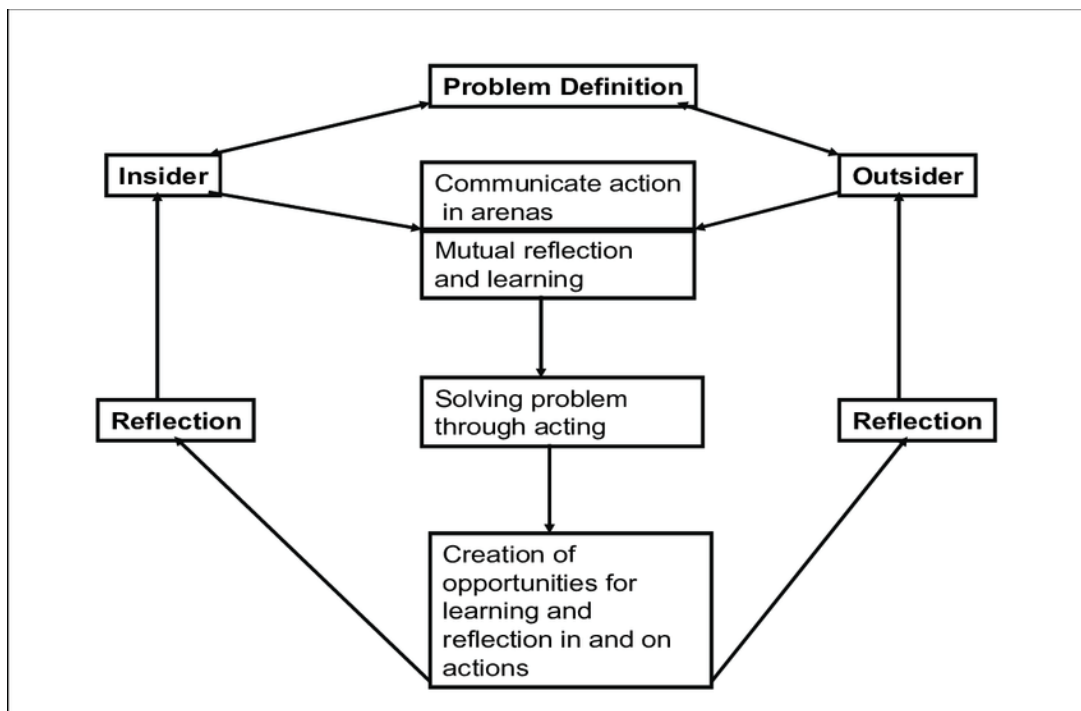 Problem Definition
Insider
Outsider
Communicate action
in arenas
Mutual reflection
and learning
Solving problem
through acting
Reflection
Reflection
Creation of
opportunities for
learning and
reflection in and on
actions